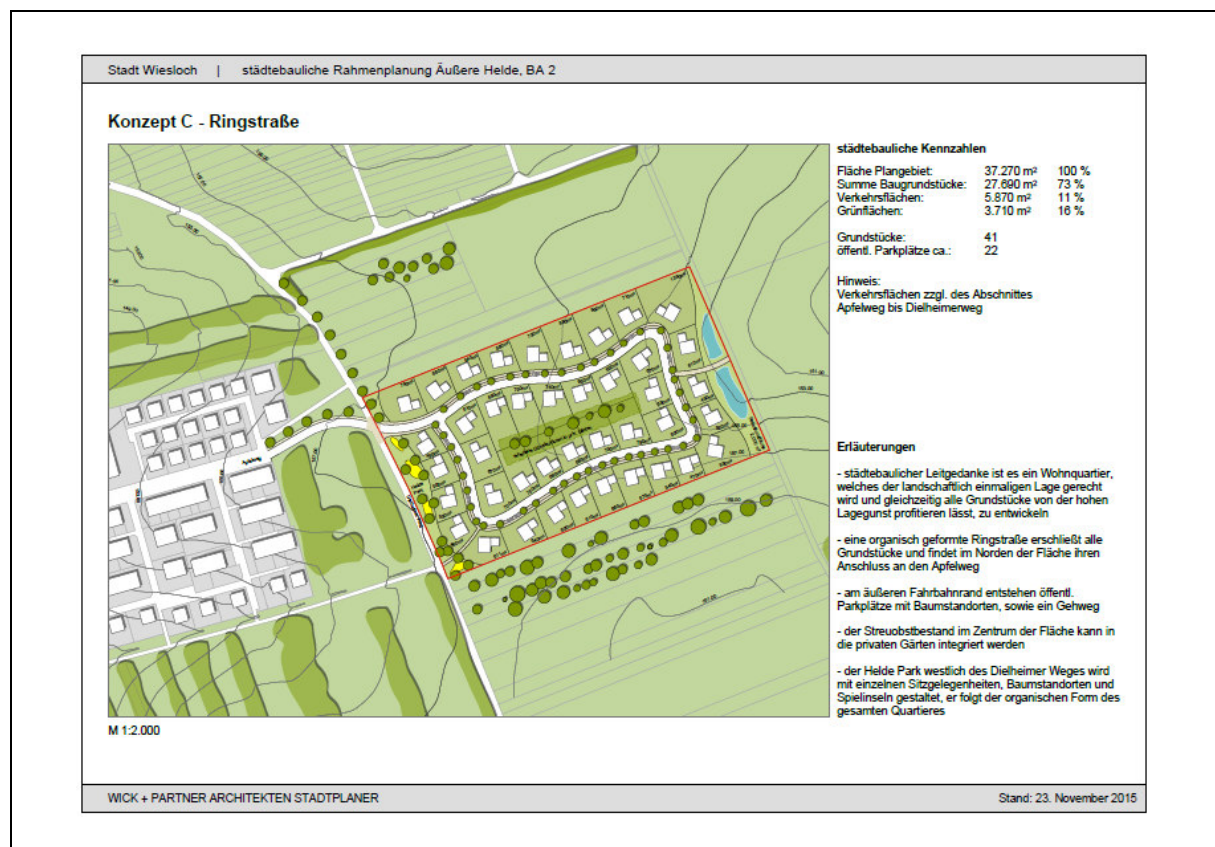 Stadt Wiesloch | städtebauliche Rahmenplanung Äußere Helde, BA 2
Konzept C - Ringstraße
städtebauliche Kennzahlen
Fläche Plangebiet: 37.270 m² 100 %
Summe Baugrundstücke: 27.690 m² 73 %
Verkehrsflächen: 5.870 m² 11 %
Grünflächen: 3.710 m² 16 %
Grundstücke: 41
öffentl. Parkplätze ca.: 22
Hinweis:
Verkehrsflächen zzgl. des Abschnittes
Apfelweg bis Dielheimerweg
Erläuterungen
- städtebaulicher Leitgedanke ist es ein Wohnquartier,
welches der landschaftlich einmaligen Lage gerecht
wird und gleichzeitig alle Grundstücke von der hohen
Lagegunst profitieren lässt, zu entwickeln
- eine organisch geformte Ringstraße erschließt alle
Grundstücke und findet im Norden der Fläche ihren
Anschluss an den Apfelweg
- am äußeren Fahrbahnrand entstehen öffentl.
Parkplätze mit Baumstandorten, sowie ein Gehweg
- der Streuobstbestand im Zentrum der Fläche kann in
die privaten Gärten integriert werden
- der Helde Park westlich des Dielheimer Weges wird
mit einzelnen Sitzgelegenheiten, Baumstandorten und
Spielinseln gestaltet, er folgt der organischen Form des
gesamten Quartieres
Apfelweg
M 1:2.000
WICK + PARTNER ARCHITEKTEN STADTPLANER
Stand: 23. November 2015